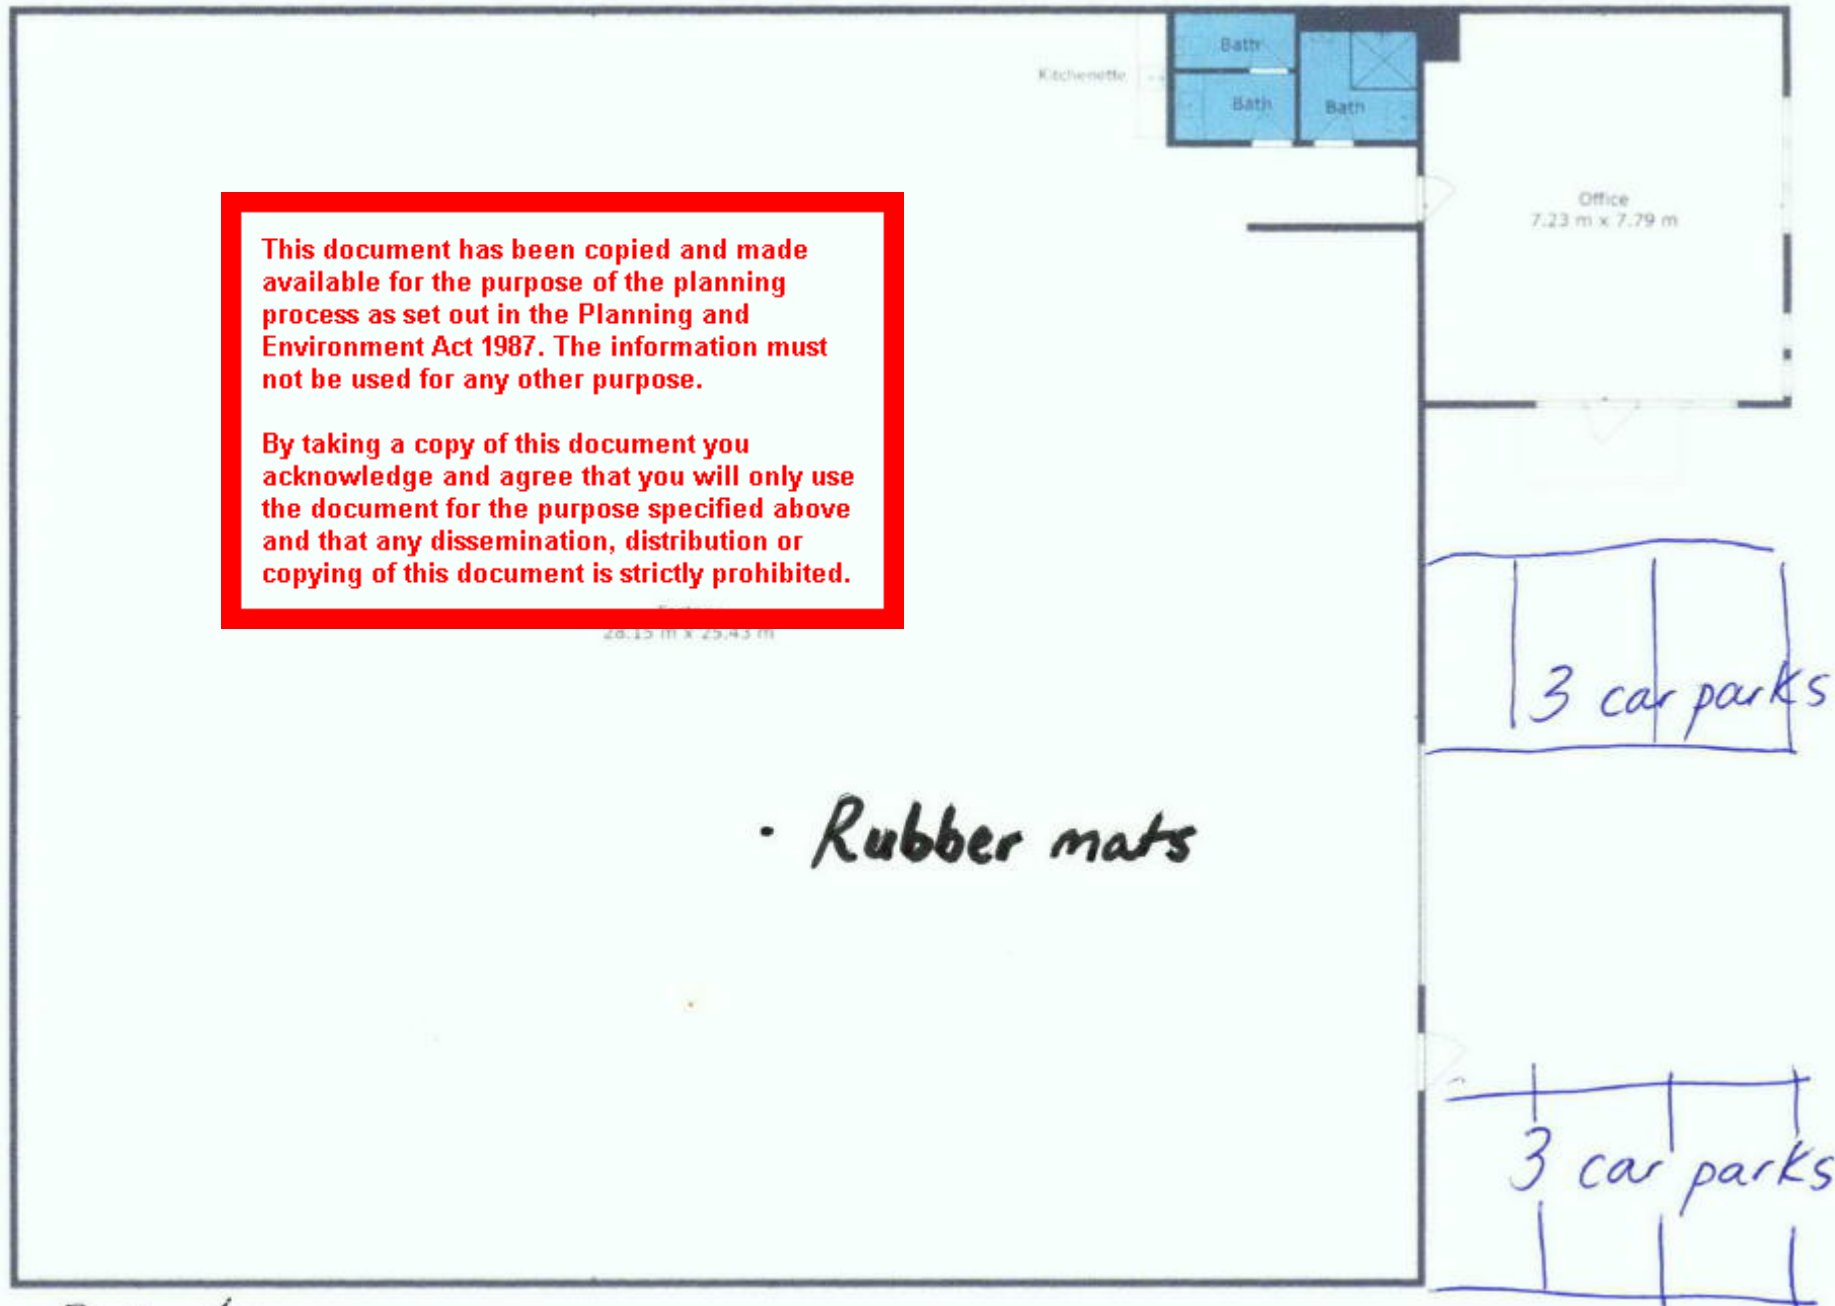 Bath
Kitchenette
Bath
Bath
Office
7.23 m x 7.79 m
This document has been copied and made
available for the purpose of the planning
process as set out in the Planning and
Environment Act 1987. The information must
not be used for any other purpose.
By taking a copy of this document you
acknowledge and agree that you will only use
the document for the purpose specified above
and that any dissemination, distribution or
copying of this document is strictly prohibited.
28.15 m x 25.43 m
3 car parks
· Rubber mats
3 car parks